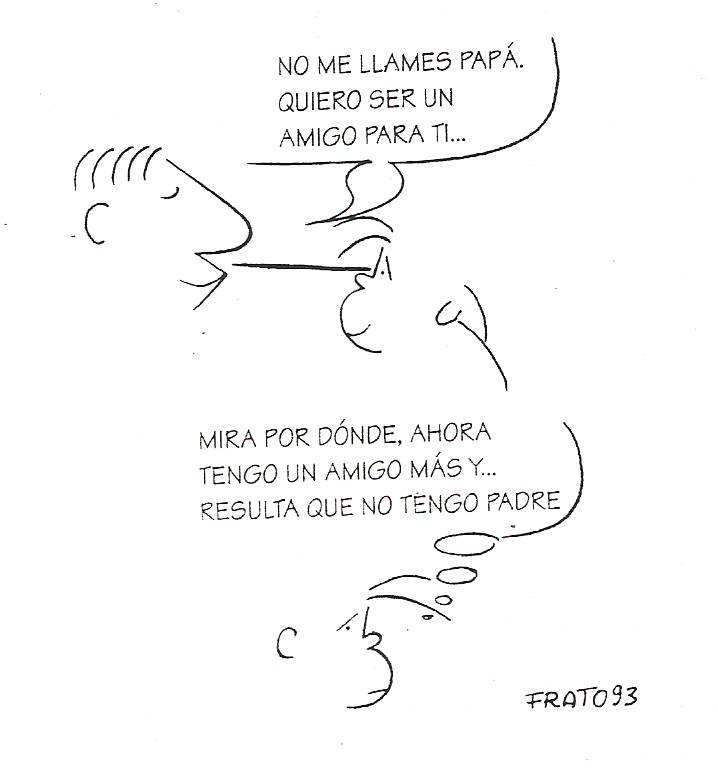 NO ME LLAMES PAPÁ.
QUIERO SER UN
AMIGO PARA TI...
MIRA POR DÓNDE, AHORA
TENGO UN AMIGO MÁS Y...
RESULTA QUE NO TENGO PADRE
FRATO93